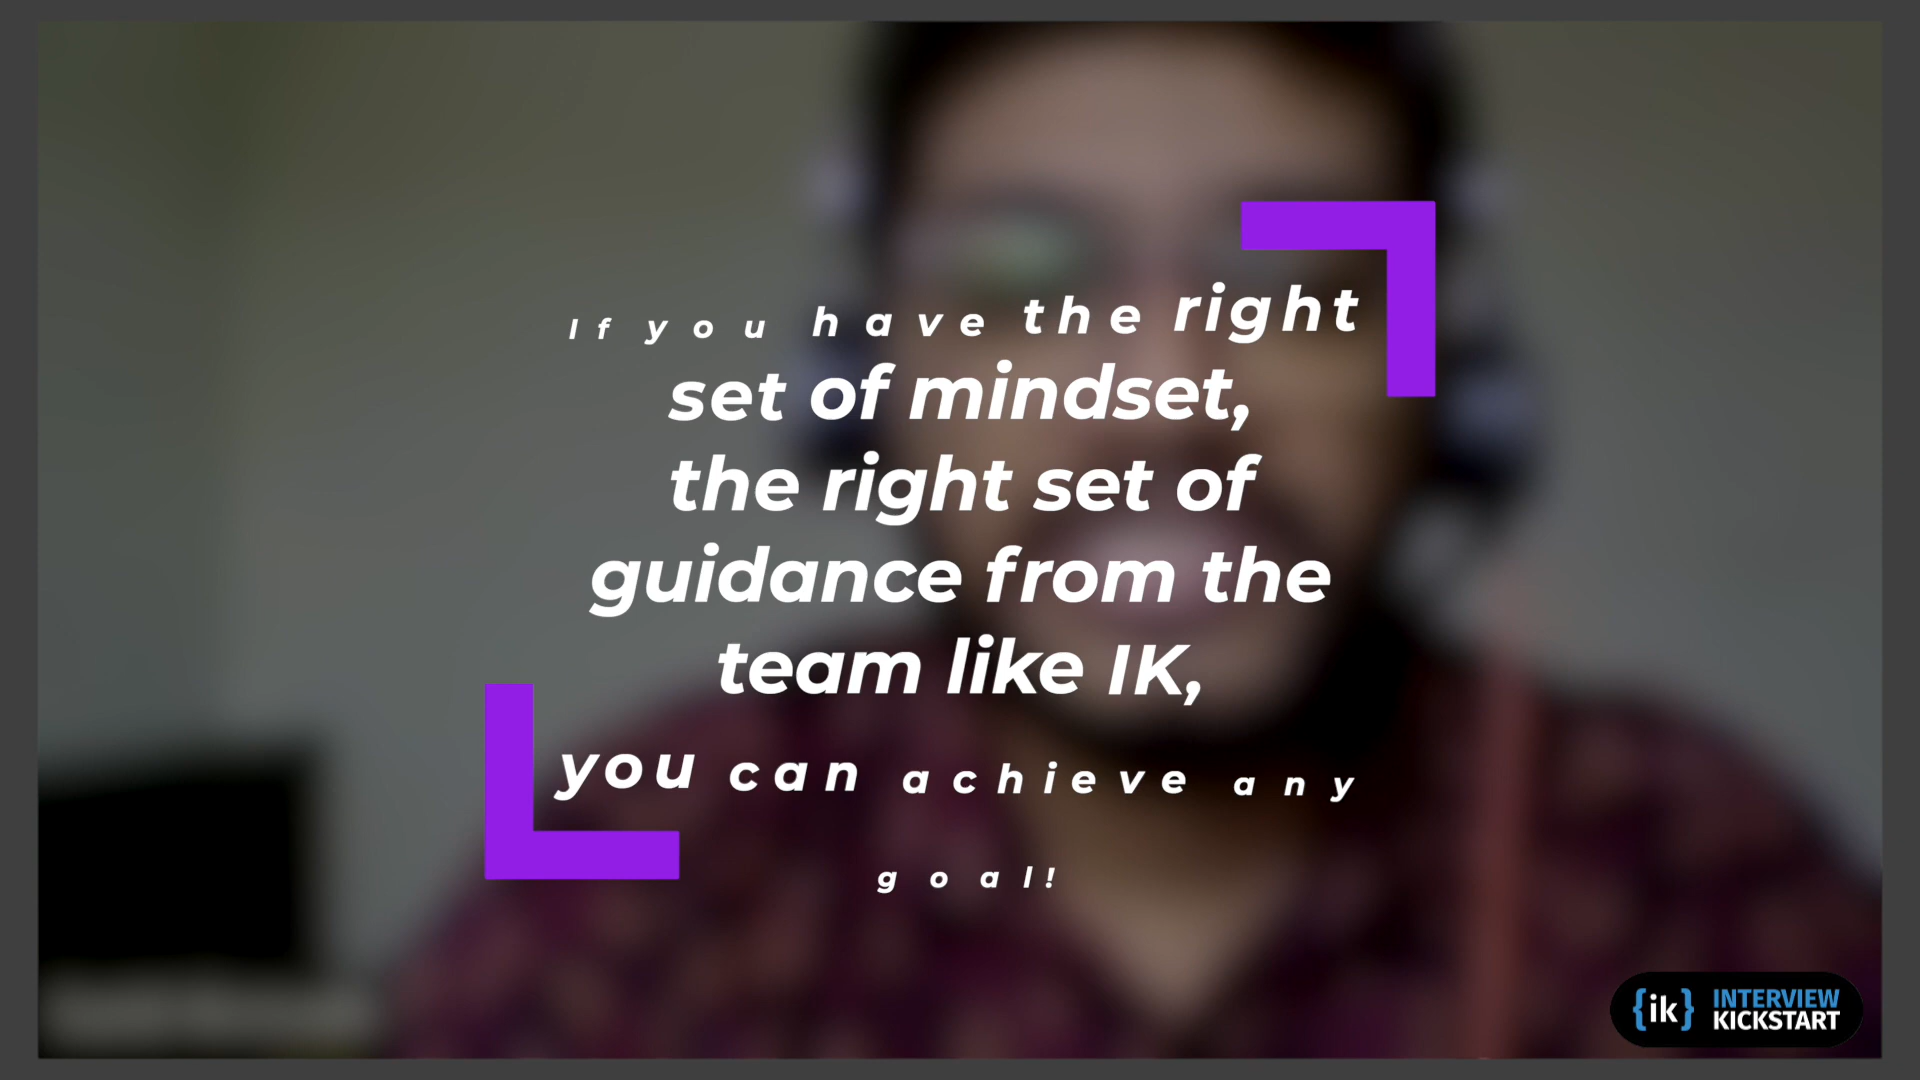 If you have the right
set of mindset,
the right set of
guidance from the
team like IK,
you can achieve any
goal!
{ik} INTERVIEW
KICKSTART